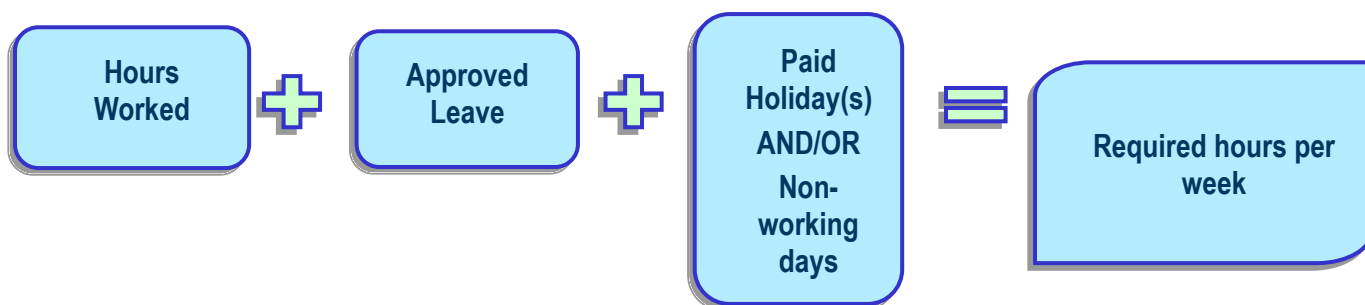 Hours
Worked
Approved
Leave
Paid
Holiday(s)
AND/OR
Non-
working
days
Required hours per
week